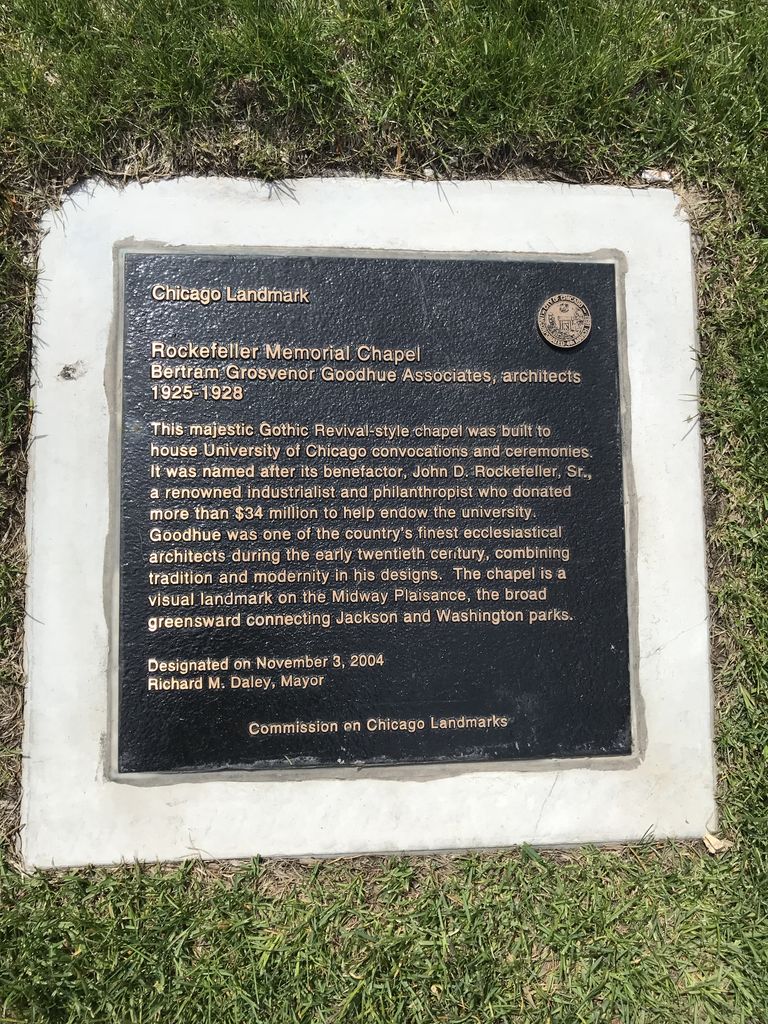 Chicago Landmark
Rockefeller Memorial Chapel
Bertram Grosvenor Goodhue Associates, architects
1925-1928
This majestic Gothic Revival-style chapel was built to
house University of Chicago convocations and ceremonies.
It was named after its benefactor, John D. Rockefeller, Sr.,
a renowned industrialist and philanthropist who donated
more than $34 million to help endow the university.
Goodhue was one of the country's finest ecclesiastical
architects during the early twentieth century, combining
tradition and modernity in his designs. The chapel is a
visual landmark on the Midway Plaisance, the broad
greensward connecting Jackson and Washington parks.
Designated on November 3, 2004
Richard M. Daley, Mayor
Commission on Chicago Landmarks